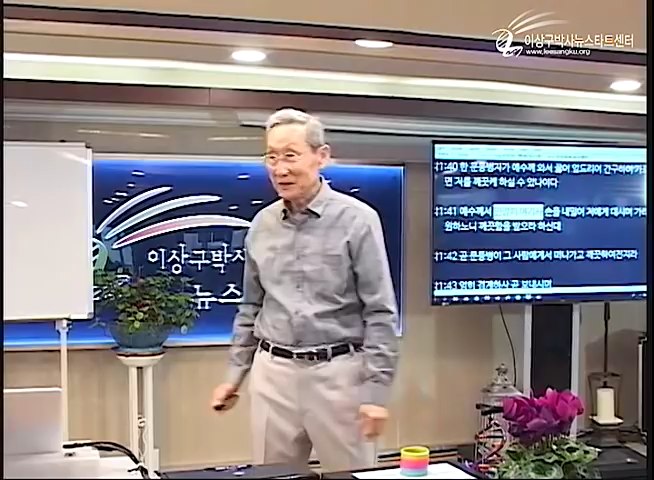 이상구박사뉴스타트센터
www.leesangku.org
1:40 한 문둥병자가 예수께 와서 꿇어 엎드리어 간구하여 가로
면 저를 깨끗케 하실 수 있나이다
1:41 예수께서 손을 내밀어 저에게 대시며 가라
원하노니 깨끗함을 받으라 하신대
1:42 곧 문둥병이 그 사람에게서 떠나가고 깨끗하여진지라
1:43 엄히 경계하사 곧 보내시며
이상구박사
뉴스